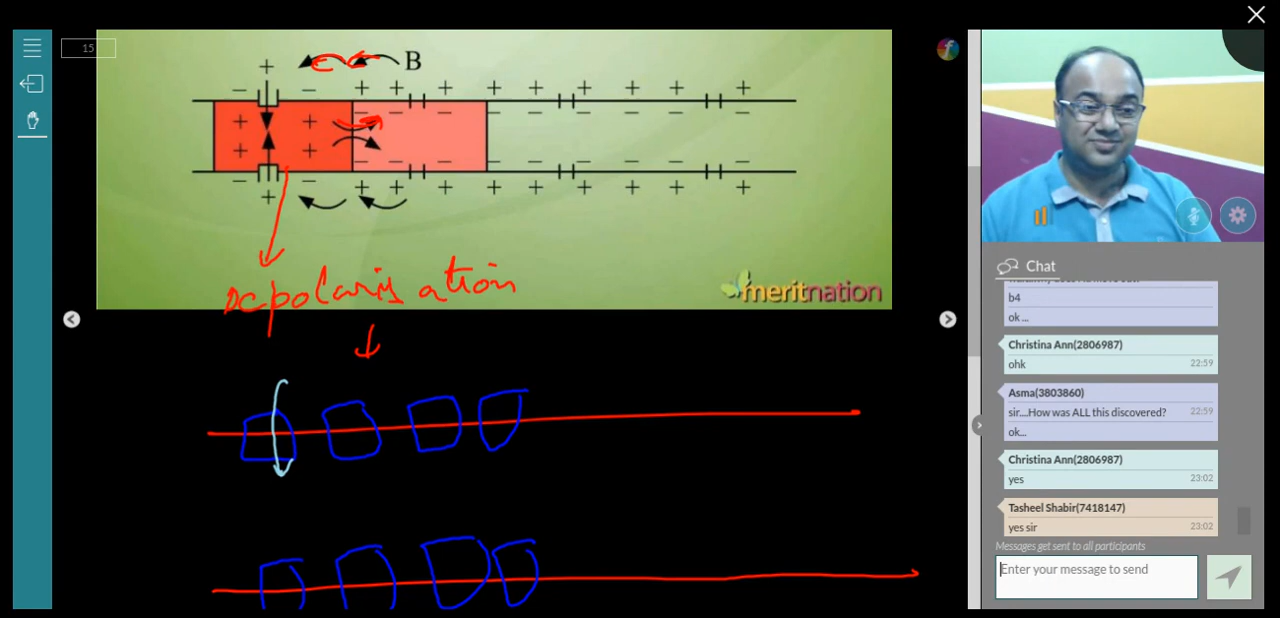 15
B
Depolarisation
meritnation
Chat
b4
ok ...
Christina Ann(2806987)
ohk
22:59
Asma(3803860)
sir...How was ALL this discovered?
22:59
ok...
Christina Ann(2806987)
yes
23:02
Tasheel Shabir(7418147)
yes sir
23:02
Messages get sent to all participants
Enter your message to send